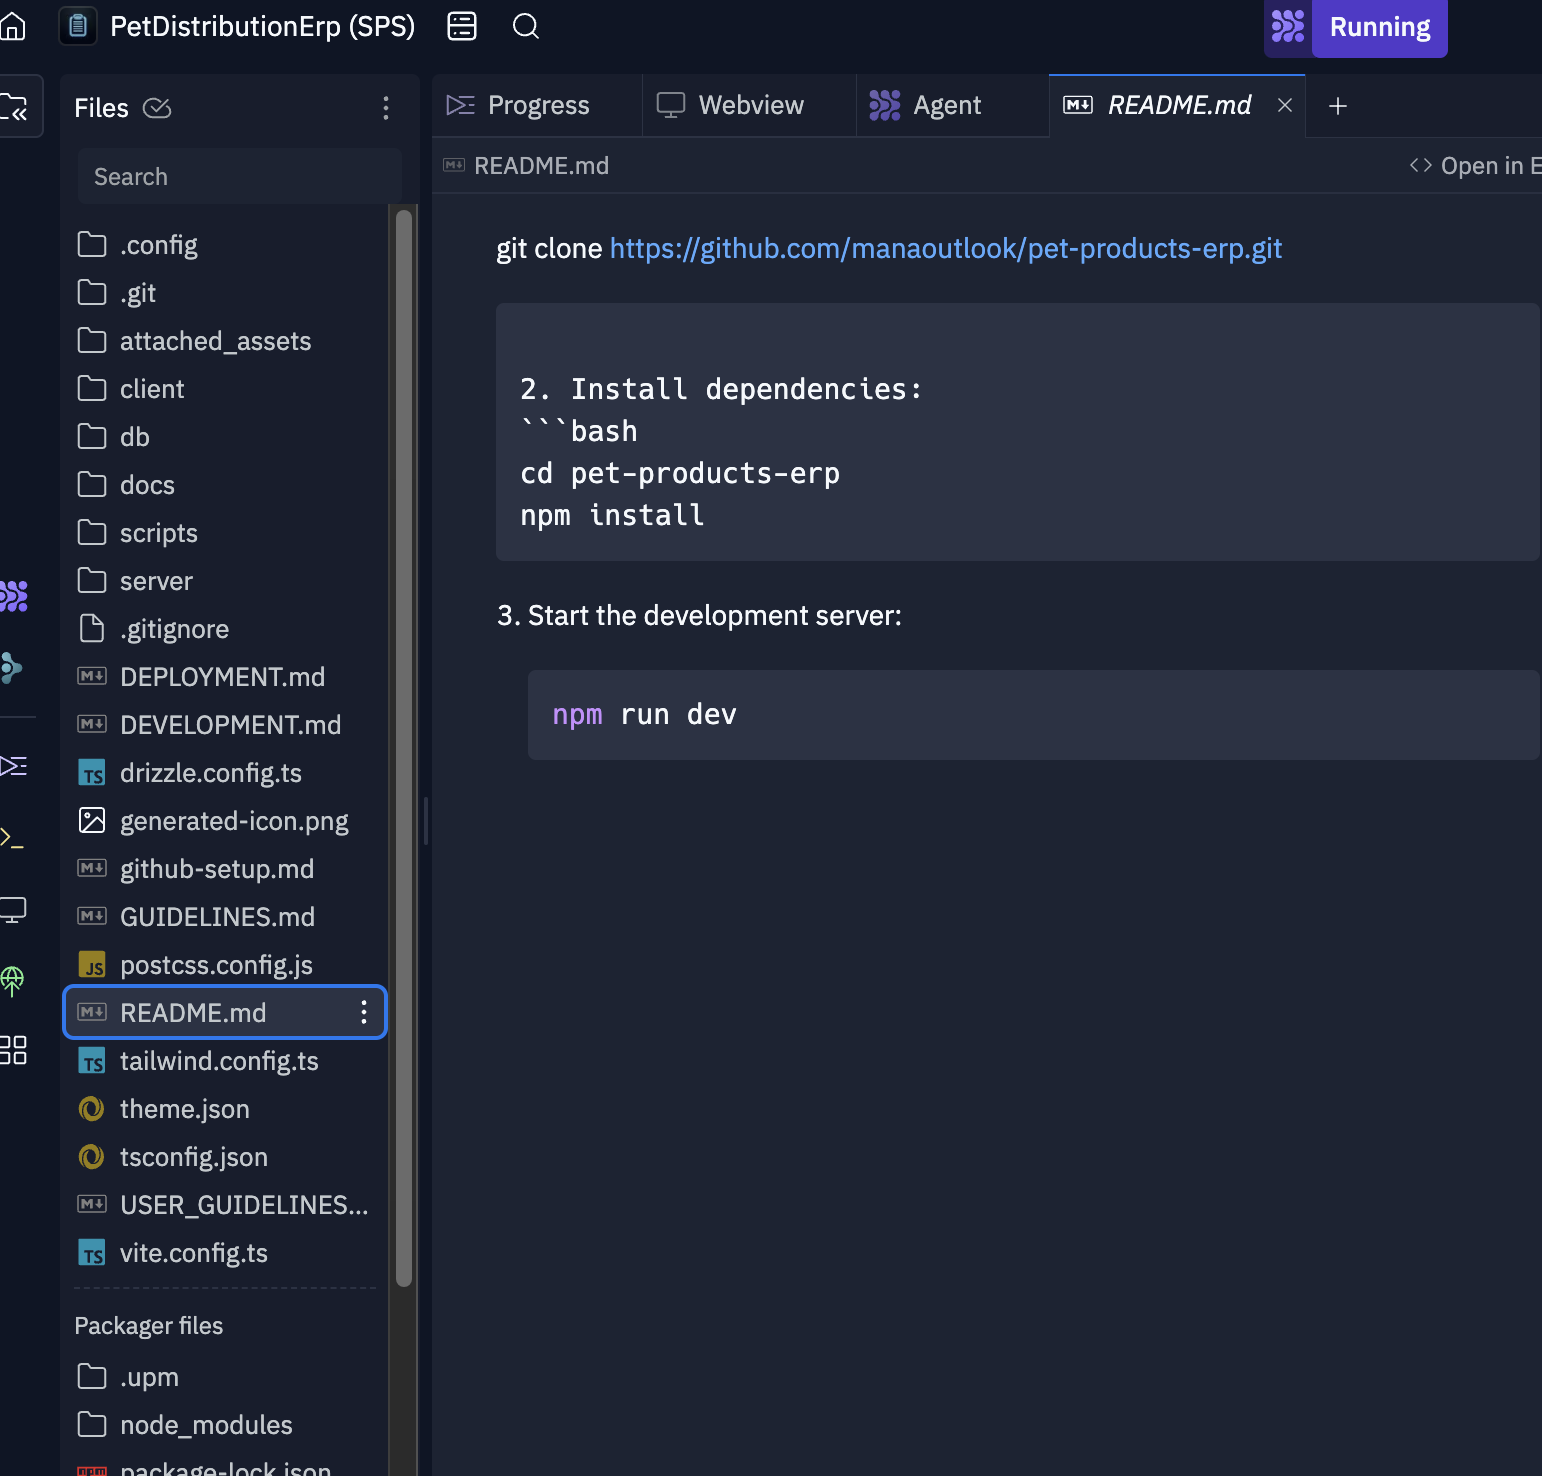 PetDistributionErp (SPS)
Running
Files
Progress
Webview
Agent
README.md
Search
README.md
Open in E
.config
.git
attached_assets
client
db
docs
scripts
server
.gitignore
DEPLOYMENT.md
DEVELOPMENT.md
drizzle.config.ts
generated-icon.png
github-setup.md
GUIDELINES.md
postcss.config.js
README.md
tailwind.config.ts
theme.json
tsconfig.json
USER_GUIDELINES...
vite.config.ts
Packager files
.upm
node_modules
package-lock.json
git clone https://github.com/manaoutlook/pet-products-erp.git
2. Install dependencies:
```bash
cd pet-products-erp
npm install
3. Start the development server:
npm run dev